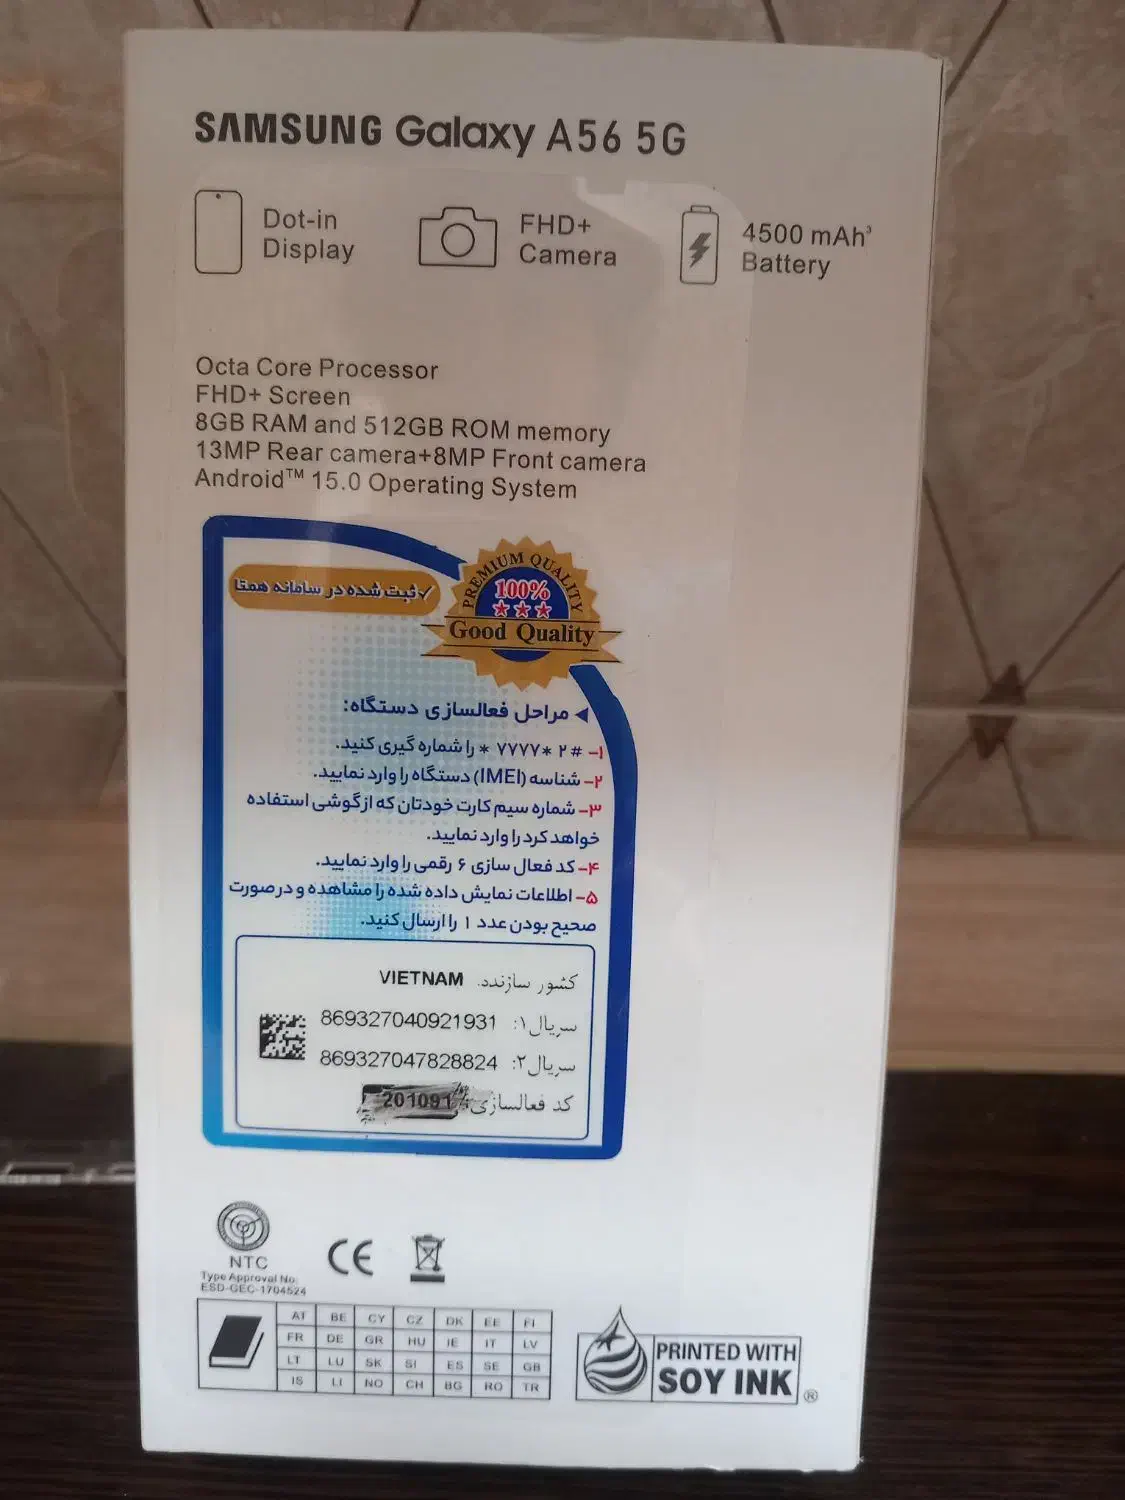 SAMSUNG Galaxy A56 5G
Dot-in
Display
FHD+
Camera
4500 mAh³
Battery
Octa Core Processor
FHD+ Screen
8GB RAM and 512GB ROM memory
13MP Rear camera+8MP Front camera
Android™ 15.0 Operating System
PREMIUM QUALITY
100%
Good Quality
✓ثبت شده در سامانه همتا
◀ مراحل فعالسازی دستگاه:
۱- # ۲ *۷۷۷۷ * را شماره گیری کنید.
۲- شناسه (IMEI) دستگاه را وارد نمایید.
۳- شماره سیم کارت خودتان که از گوشی استفاده
خواهد کرد را وارد نمایید.
۴- کد فعال سازی ۶ رقمی را وارد نمایید.
۵- اطلاعات نمایش داده شده را مشاهده و در صورت
صحیح بودن عدد ۱ را ارسال کنید.
کشور سازنده. VIETNAM
سریال۱: 869327040921931
سریال۲: 869327047828824
کد فعالسازی: 201091
NTC
Type Approval No:
ESD-GEC-1704524
CE
AT BE CY CZ DK EE FI
FR DE GR HU IE IT LV
LT LU SK SI ES SE GB
IS LI NO CH BG RO TR
PRINTED WITH
SOY INK ®